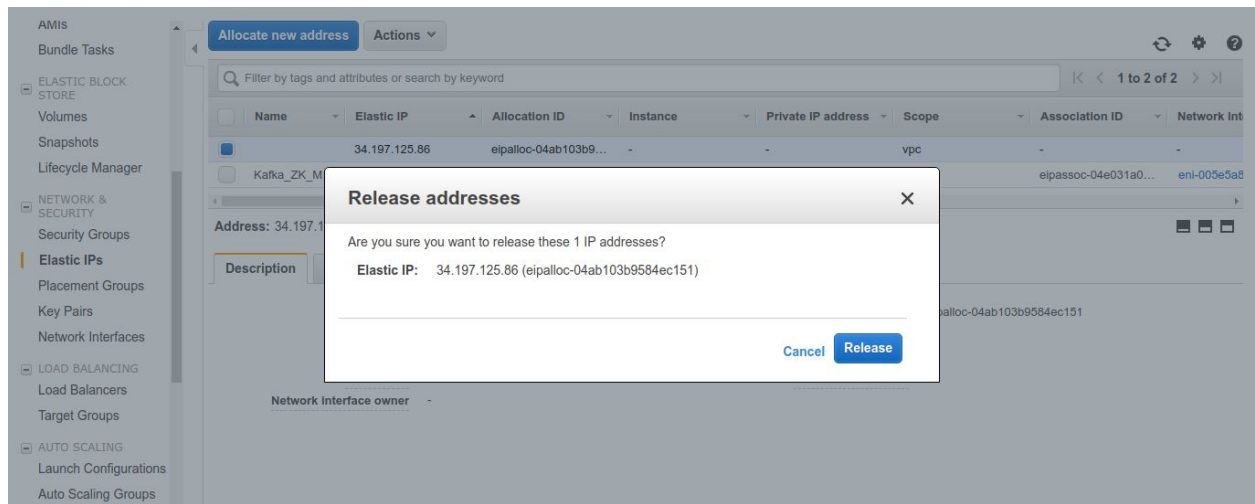 AMIs
Bundle Tasks
ELASTIC BLOCK
STORE
Volumes
Snapshots
Lifecycle Manager
NETWORK &
SECURITY
Security Groups
Elastic IPs
Placement Groups
Key Pairs
Network Interfaces
LOAD BALANCING
Load Balancers
Target Groups
AUTO SCALING
Launch Configurations
Auto Scaling Groups
Allocate new address Actions
Filter by tags and attributes or search by keyword 1 to 2 of 2
Name Elastic IP Allocation ID Instance Private IP address Scope Association ID Network Int
34.197.125.86 eipalloc-04ab103b9... - - vpc - -
Kafka_ZK_M eipassoc-04e031a0... eni-005e5a8
Address: 34.197.1
Description
Release addresses
Are you sure you want to release these 1 IP addresses?
Elastic IP: 34.197.125.86 (eipalloc-04ab103b9584ec151)
Cancel Release
palloc-04ab103b9584ec151
Network interface owner -